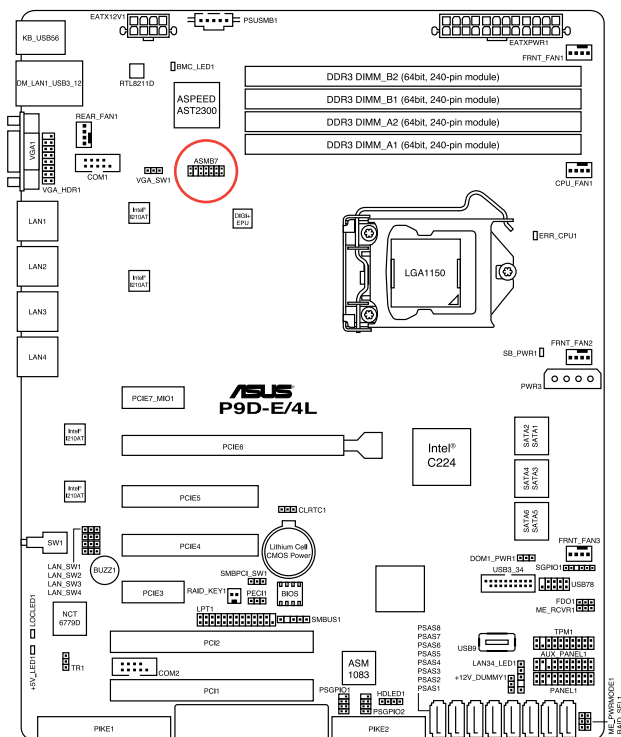 EATX12V1
PSUSMB1
EATXPWR1
KB_USB56
FRNT_FAN1
BMC_LED1
RTL8211D
DDR3 DIMM_B2 (64bit, 240-pin module)
DM_LAN1_USB3_12
ASPEED
AST2300
DDR3 DIMM_B1 (64bit, 240-pin module)
DDR3 DIMM_A2 (64bit, 240-pin module)
REAR_FAN1
DDR3 DIMM_A1 (64bit, 240-pin module)
VGA1
COM1
VGA_SW1
ASMB7
CPU_FAN1
VGA_HDR1
Intel®
I210AT
DIGI+
EPU
LAN1
ERR_CPU1
LAN2
Intel®
I210AT
LGA1150
LAN3
LAN4
SB_PWR1
FRNT_FAN2
PWR3
PCIE7_MIO1
ASUS
P9D-E/4L
Intel®
I210AT
PCIE6
Intel®
C224
SATA2
SATA1
SATA4
SATA3
SATA6
SATA5
Intel®
I210AT
PCIE5
CLRTC1
SW1
PCIE4
Lithium Cell
CMOS Power
FRNT_FAN3
LAN_SW1
LAN_SW2
LAN_SW3
LAN_SW4
BUZZ1
DOM1_PWR1
SGPIO1
USB3_34
USB78
SMBPCI_SW1
PCIE3
RAID_KEY1
PECI1
BIOS
LOCLED1
NCT
6779D
LPT1
SMBUS1
FDO1
ME_RCVR1
PCI2
PSAS8
PSAS7
PSAS6
PSAS5
PSAS4
PSAS3
PSAS2
PSAS1
USB9
TPM1
AUX_PANEL1
LAN34_LED1
+12V_DUMMY1
PANEL1
+5V_LED1
TR1
COM2
ASM
1083
PCI1
PSGPIO1
HDLED1
PSGPIO2
PIKE1
PIKE2
ME_PWRMODE1
RAID_SEL1